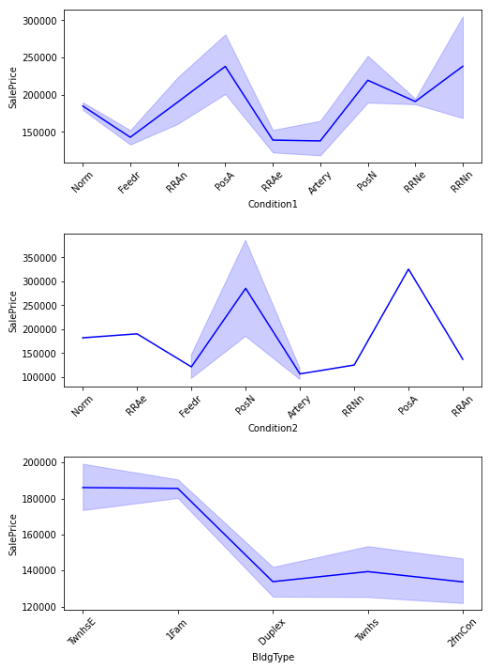 300000
250000
200000
150000
SalePrice
Norm
Feedr
RRAn
PosA
RRAe
Artery
PosN
RRNe
RRNn
Condition1
350000
300000
250000
200000
150000
100000
SalePrice
Norm
RRAe
Feedr
PosN
Artery
RRNn
PosA
RRAn
Condition2
200000
180000
160000
140000
120000
SalePrice
TwnhsE
1Fam
Duplex
Twnhs
2fmCon
BldgType